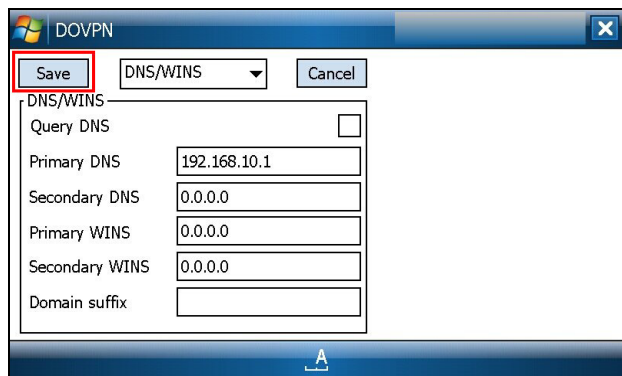 DOVPN
Save DNS/WINS Cancel
DNS/WINS
Query DNS
Primary DNS 192.168.10.1
Secondary DNS 0.0.0.0
Primary WINS 0.0.0.0
Secondary WINS 0.0.0.0
Domain suffix
A